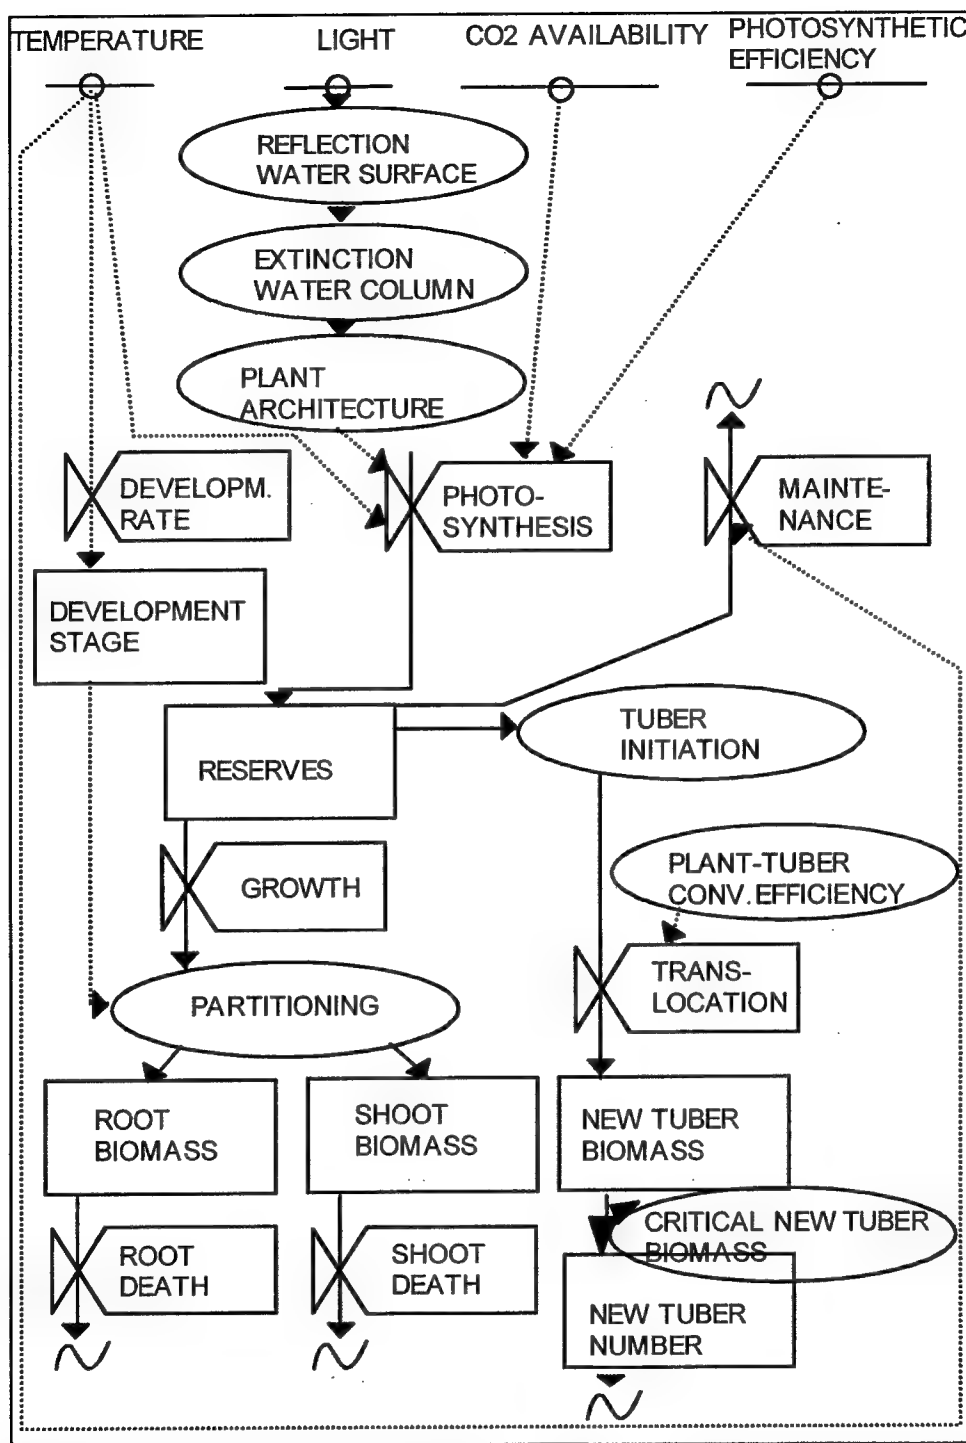 TEMPERATURE
LIGHT
CO2 AVAILABILITY
PHOTOSYNTHETIC
EFFICIENCY
REFLECTION
WATER SURFACE
EXTINCTION
WATER COLUMN
PLANT
ARCHITECTURE
DEVELOPM.
RATE
PHOTO-
SYNTHESIS
MAINTE-
NANCE
DEVELOPMENT
STAGE
RESERVES
TUBER
INITIATION
GROWTH
PLANT-TUBER
CONV.EFFICIENCY
TRANS-
LOCATION
PARTITIONING
ROOT
BIOMASS
SHOOT
BIOMASS
NEW TUBER
BIOMASS
CRITICAL NEW TUBER
BIOMASS
ROOT
DEATH
SHOOT
DEATH
NEW TUBER
NUMBER